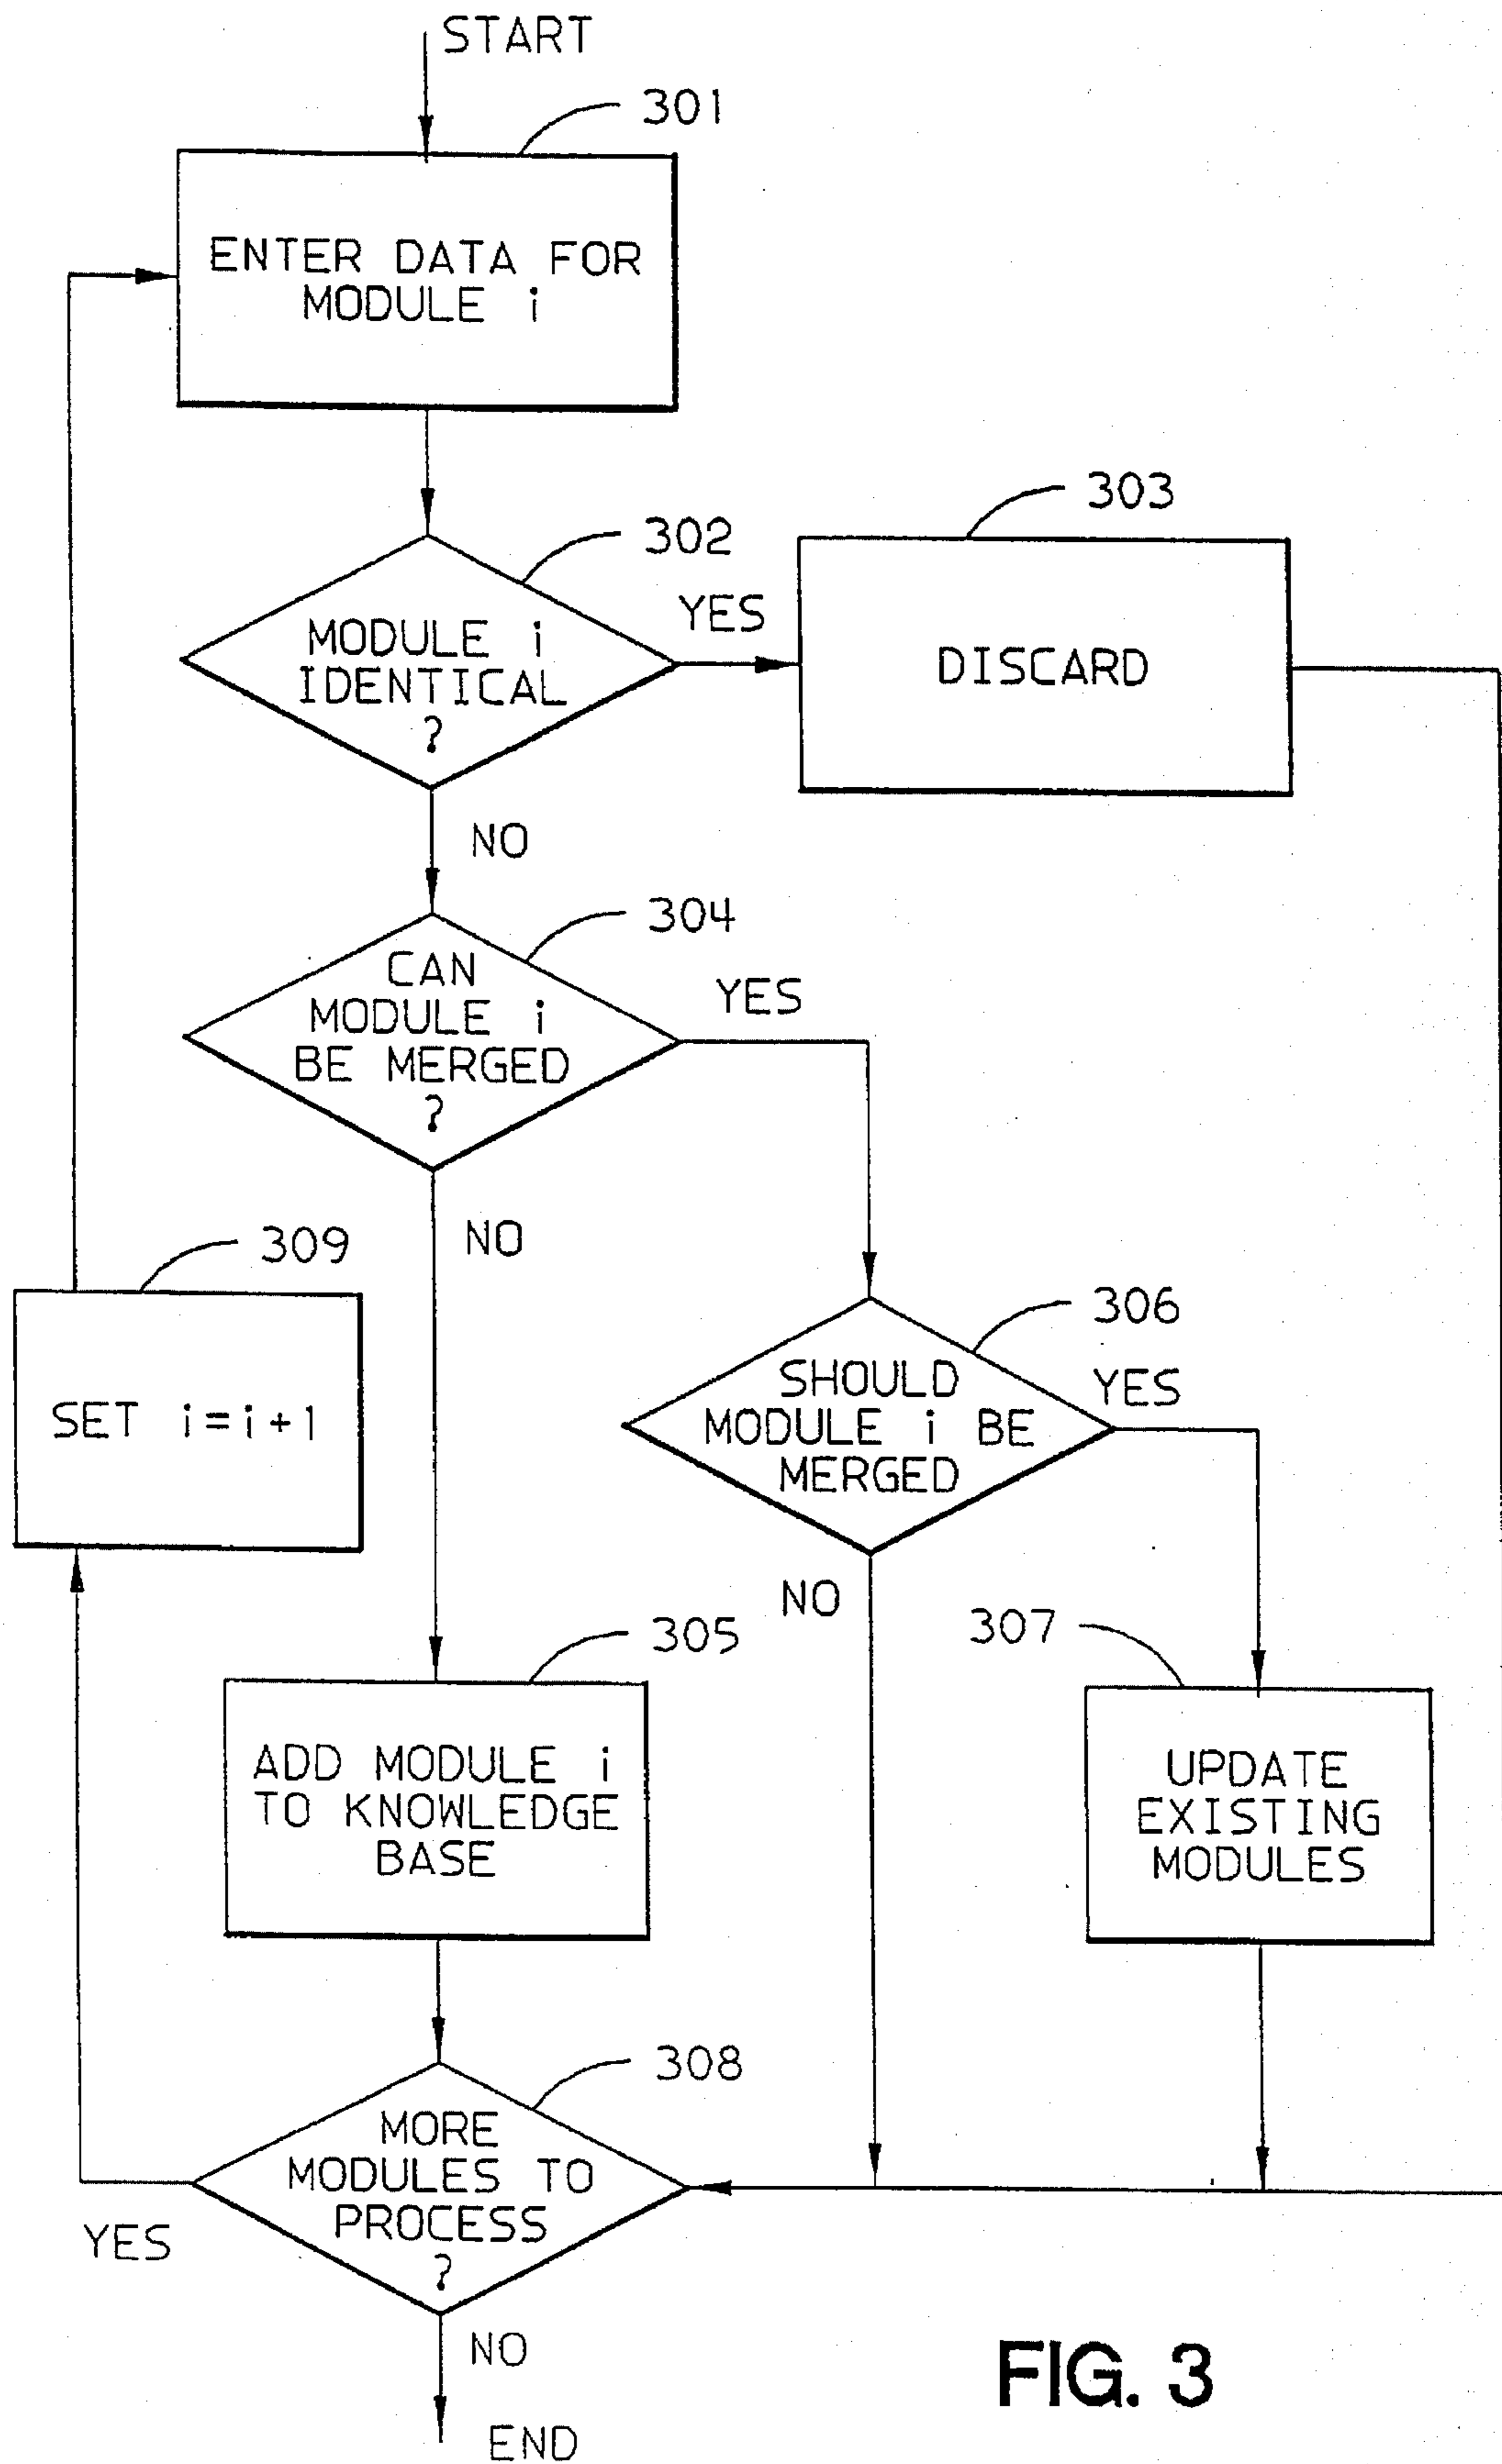 START
301
ENTER DATA FOR
MODULE i
302
303
YES
MODULE i
IDENTICAL
?
DISCARD
NO
304
CAN
MODULE i
BE MERGED
?
YES
NO
309
SET i=i+1
306
SHOULD
MODULE i BE
MERGED
YES
NO
305
307
ADD MODULE i
TO KNOWLEDGE
BASE
UPDATE
EXISTING
MODULES
308
MORE
MODULES TO
PROCESS
?
YES
NO
END
FIG. 3